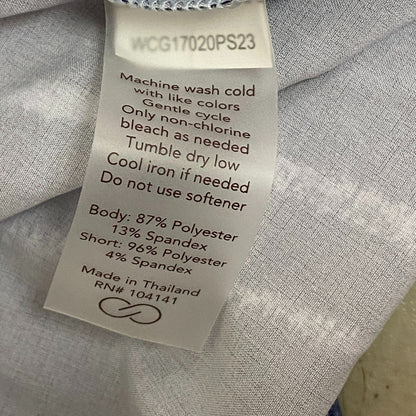 WCG17020PS23
Machine wash cold
with like colors
Gentle cycle
Only non-chlorine
bleach as needed
Tumble dry low
Cool iron if needed
Do not use softener
Body: 87% Polyester
13% Spandex
Short: 96% Polyester
4% Spandex
Made in Thailand
RN# 104141